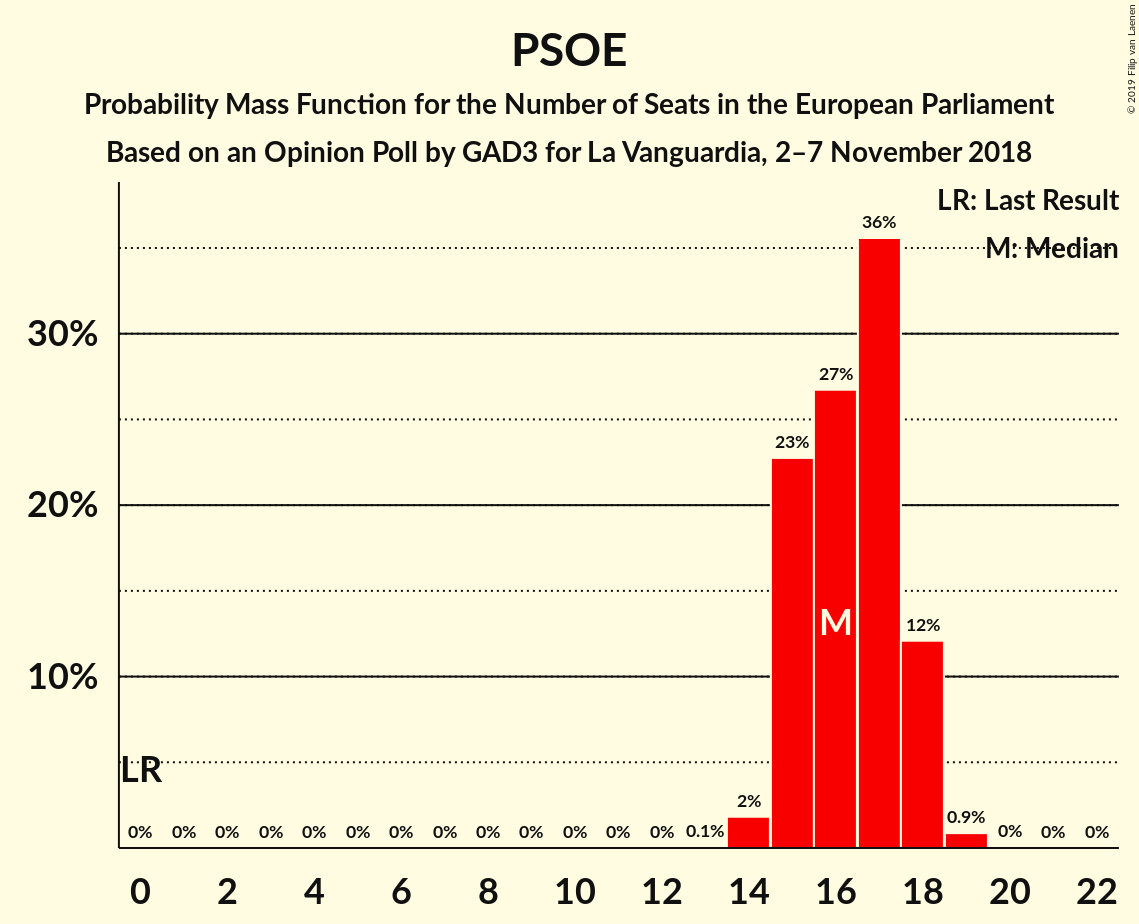 PSOE
Probability Mass Function for the Number of Seats in the European Parliament
Based on an Opinion Poll by GAD3 for La Vanguardia, 2–7 November 2018
© 2019 Filip van Laenen
LR: Last Result
M: Median
36%
30%
27%
23%
20%
M
12%
10%
LR
0% 0% 0% 0% 0% 0% 0% 0% 0% 0% 0% 0% 0% 0.1% 2% 0.9% 0% 0% 0%
0 2 4 6 8 10 12 14 16 18 20 22